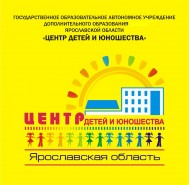 ГОСУДАРСТВЕННОЕ ОБРАЗОВАТЕЛЬНОЕ АВТОНОМНОЕ УЧРЕЖДЕНИЕ
ДОПОЛНИТЕЛЬНОГО ОБРАЗОВАНИЯ
ЯРОСЛАВСКОЙ ОБЛАСТИ
«ЦЕНТР ДЕТЕЙ И ЮНОШЕСТВА»
ЦЕНТР
ДЕТЕЙ И ЮНОШЕСТВА
Ярославская область